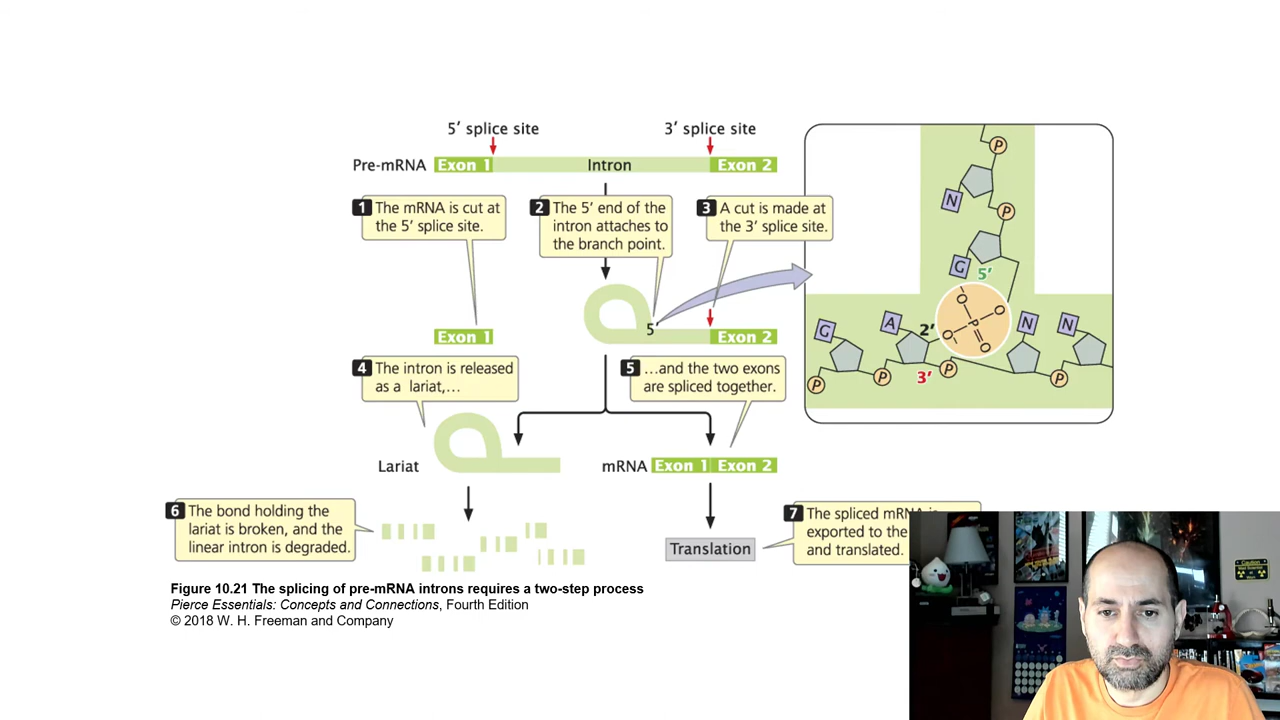 5′ splice site
3′ splice site
Pre-mRNA
Exon 1
Intron
Exon 2
1 The mRNA is cut at
the 5′ splice site.
2 The 5′ end of the
intron attaches to
the branch point.
3 A cut is made at
the 3′ splice site.
5′
Exon 1
Exon 2
4 The intron is released
as a lariat,...
5 ...and the two exons
are spliced together.
Lariat
mRNA
Exon 1
Exon 2
6 The bond holding the
lariat is broken, and the
linear intron is degraded.
Translation
7 The spliced mRNA is
exported to the
and translated.
P
N
P
G
5′
O
O
O
P
O
G
A
2′
N
N
P
P
3′
P
P
Figure 10.21 The splicing of pre-mRNA introns requires a two-step process
Pierce Essentials: Concepts and Connections, Fourth Edition
© 2018 W. H. Freeman and Company
Caution